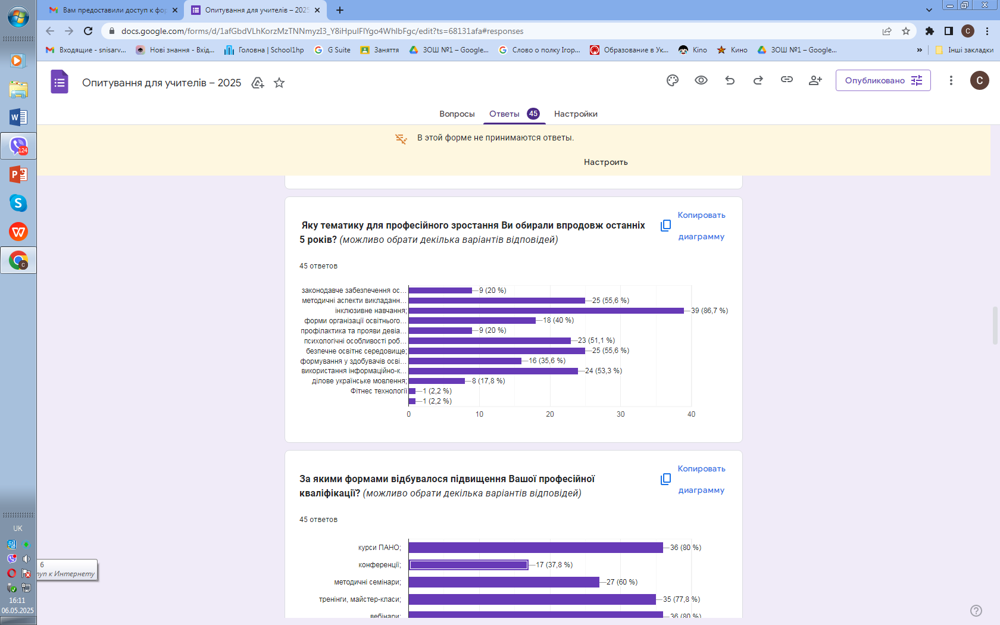 Вам предоставили доступ к фор
Опитування для учителів – 2025
docs.google.com/forms/d/1afGbdVLhKorzMzTNNmyzI3_Y8iHpuIFlYgo4WhlbFgc/edit?ts=68131afa#responses
C
Входящие - snisarv...
Нові знання - Вхід...
Головна | School1hp
G Suite
Заняття
ЗОШ №1 – Google...
Слово о полку Ігор...
Образование в Ук...
Kino
Кино
ЗОШ №1 – Google...
»
Інші закладки
Опитування для учителів – 2025
Опубликовано
C
Вопросы
Ответы 45
Настройки
В этой форме не принимаются ответы.
Настроить
Яку тематику для професійного зростання Ви обирали впродовж останніх
5 років? (можливо обрати декілька варіантів відповідей)
Копировать
диаграмму
45 ответов
законодавче забезпечення ос... 9 (20 %)
методичні аспекти викладанн... 25 (55,6 %)
інклюзивне навчання; 39 (86,7 %)
форми організації освітнього... 18 (40 %)
профілактика та прояви девіа... 9 (20 %)
психологічні особливості роб... 23 (51,1 %)
безпечне освітнє середовище; 25 (55,6 %)
формування у здобувачів осві... 16 (35,6 %)
використання інформаційно-к... 24 (53,3 %)
ділове українське мовлення; 8 (17,8 %)
Фітнес технології 1 (2,2 %)
1 (2,2 %)
0 10 20 30 40
За якими формами відбувалося підвищення Вашої професійної
кваліфікації? (можливо обрати декілька варіантів відповідей)
Копировать
диаграмму
45 ответов
курси ПАНО; 36 (80 %)
конференції; 17 (37,8 %)
методичні семінари; 27 (60 %)
тренінги, майстер-класи; 35 (77,8 %)
вебінари; 36 (80 %)
W
124
P
S
W
C
UK
6
туп к Интернету
16:11
06.05.2025